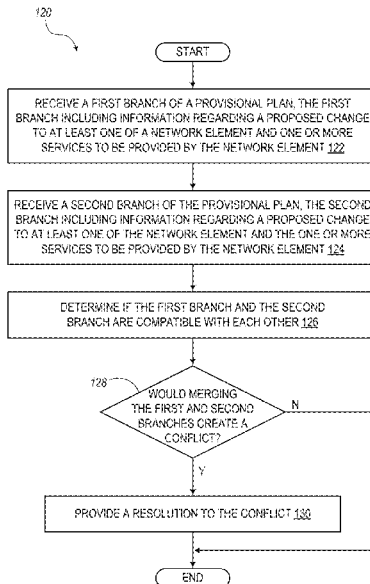 120
START
RECEIVE A FIRST BRANCH OF A PROVISIONAL PLAN, THE FIRST
BRANCH INCLUDING INFORMATION REGARDING A PROPOSED CHANGE
TO AT LEAST ONE OF A NETWORK ELEMENT AND ONE OR MORE
SERVICES TO BE PROVIDED BY THE NETWORK ELEMENT 122
RECEIVE A SECOND BRANCH OF THE PROVISIONAL PLAN, THE SECOND
BRANCH INCLUDING INFORMATION REGARDING A PROPOSED CHANGE
TO AT LEAST ONE OF THE NETWORK ELEMENT AND THE ONE OR MORE
SERVICES TO BE PROVIDED BY THE NETWORK ELEMENT 124
DETERMINE IF THE FIRST BRANCH AND THE SECOND
BRANCH ARE COMPATIBLE WITH EACH OTHER 126
128
WOULD MERGING
THE FIRST AND SECOND
BRANCHES CREATE A
CONFLICT?
N
Y
PROVIDE A RESOLUTION TO THE CONFLICT 130
END